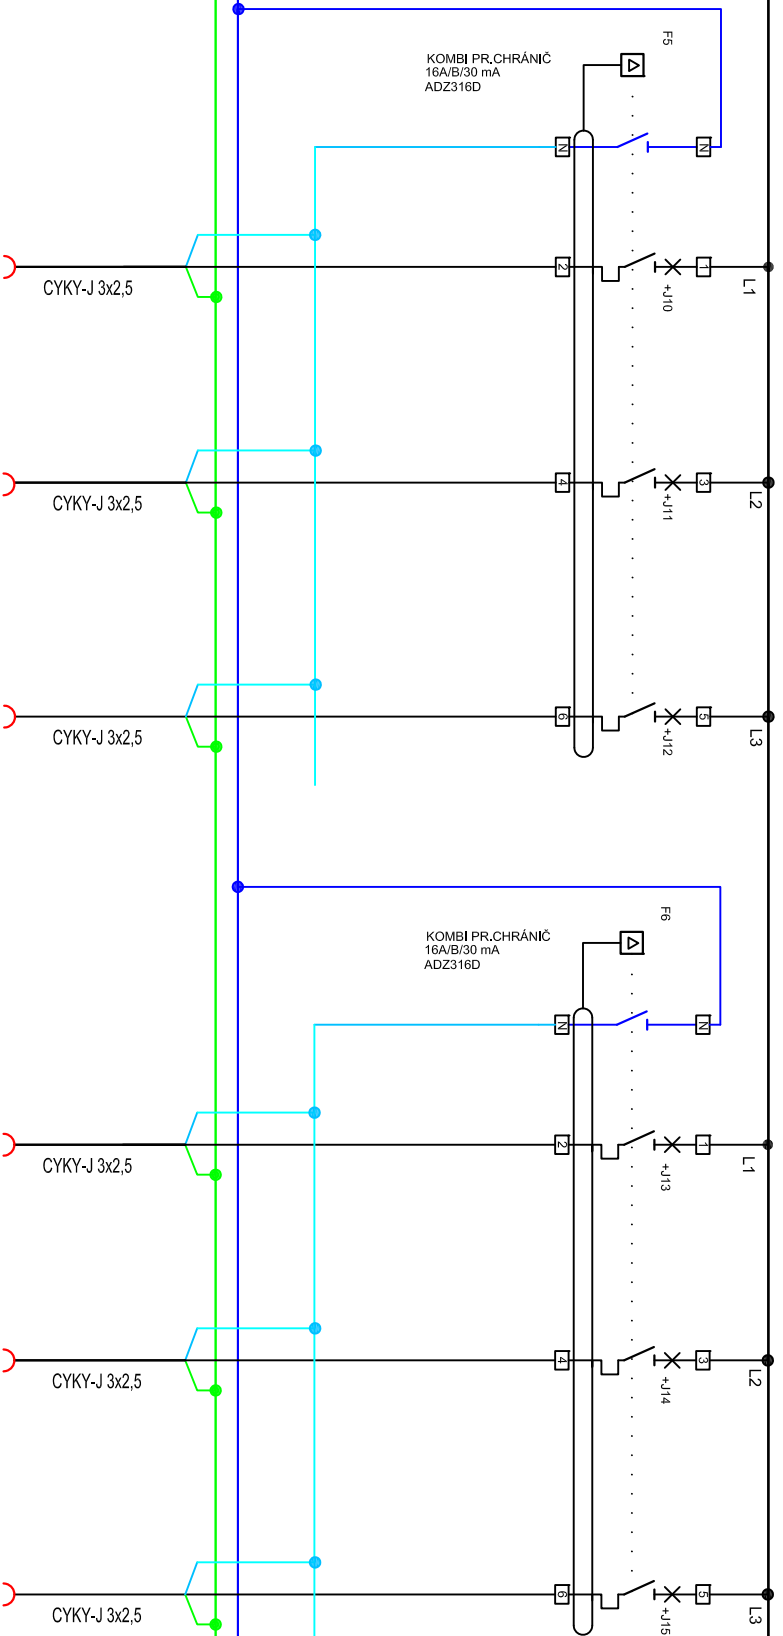 F5
KOMBI PR.CHRÁNIČ
16A/B/30 mA
ADZ316D
N
N
2
1
L1
+J10
CYKY-J 3x2,5
4
3
L2
+J11
CYKY-J 3x2,5
6
5
L3
+J12
CYKY-J 3x2,5
F6
KOMBI PR.CHRÁNIČ
16A/B/30 mA
ADZ316D
N
N
2
1
L1
+J13
CYKY-J 3x2,5
4
3
L2
+J14
CYKY-J 3x2,5
6
5
L3
+J15
CYKY-J 3x2,5